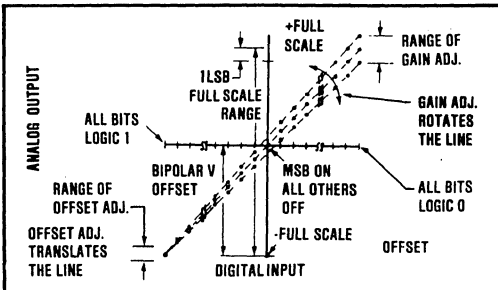 +FULL
SCALE
RANGE OF
GAIN ADJ.
1LSB
FULL SCALE
RANGE
GAIN ADJ.
ROTATES
THE LINE
ANALOG OUTPUT
ALL BITS
LOGIC 1
BIPOLAR V
OFFSET
MSB ON
ALL OTHERS
OFF
ALL BITS
LOGIC 0
RANGE OF
OFFSET ADJ.
OFFSET ADJ.
TRANSLATES
THE LINE
-FULL SCALE
OFFSET
DIGITAL INPUT